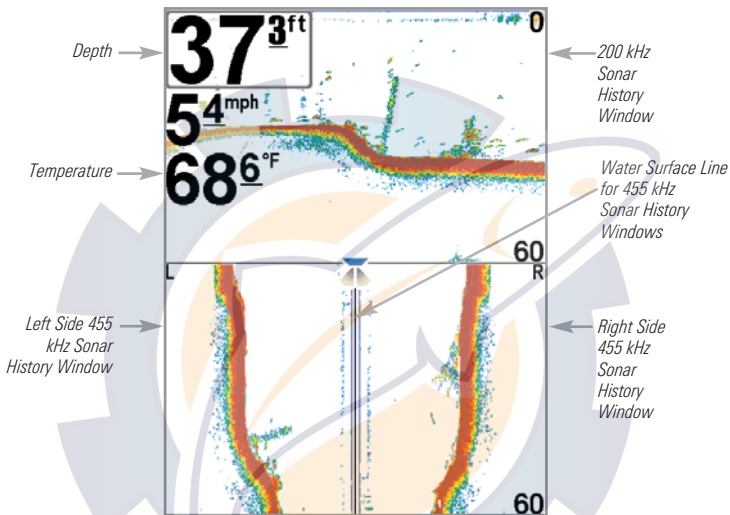 Depth
37 3 ft
0
200 kHz
Sonar
History
Window
5 4 mph
Temperature
68 6 °F
Water Surface Line
for 455 kHz
Sonar History
Windows
60
L
R
Left Side 455
kHz Sonar
History Window
Right Side
455 kHz
Sonar
History
Window
60